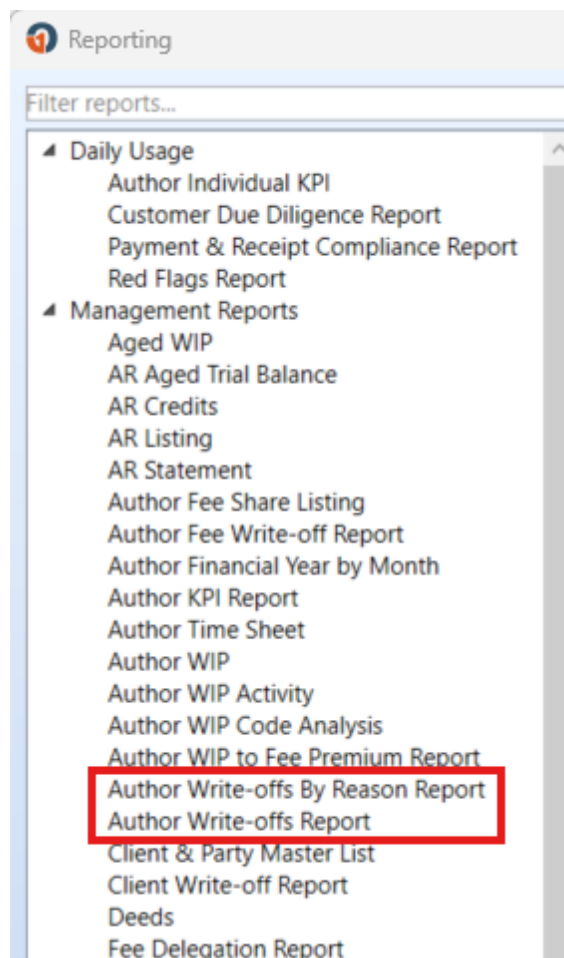 Reporting
Filter reports...
Daily Usage
Author Individual KPI
Customer Due Diligence Report
Payment & Receipt Compliance Report
Red Flags Report
Management Reports
Aged WIP
AR Aged Trial Balance
AR Credits
AR Listing
AR Statement
Author Fee Share Listing
Author Fee Write-off Report
Author Financial Year by Month
Author KPI Report
Author Time Sheet
Author WIP
Author WIP Activity
Author WIP Code Analysis
Author WIP to Fee Premium Report
Author Write-offs By Reason Report
Author Write-offs Report
Client & Party Master List
Client Write-off Report
Deeds
Fee Delegation Report